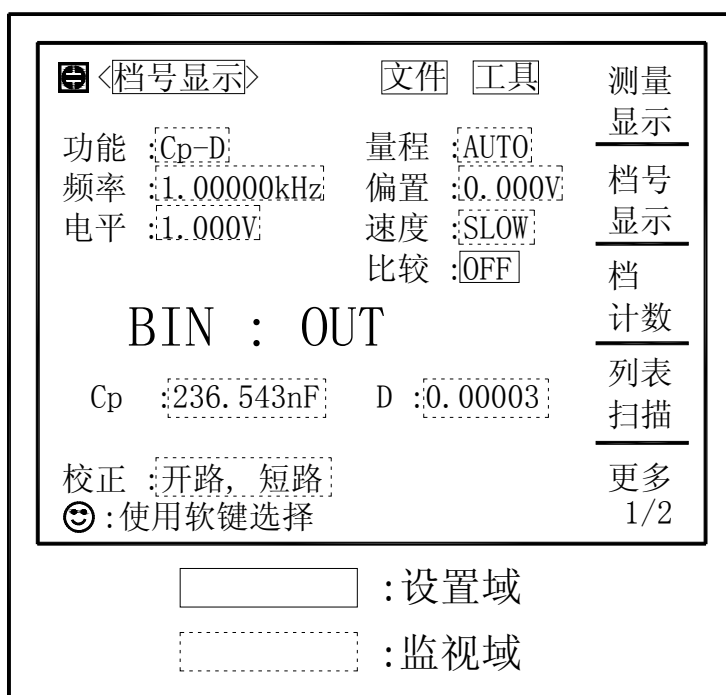 <档号显示> 文件 工具
功能 :Cp-D 量程 :AUTO
频率 :1.00000kHz 偏置 :0.000V
电平 :1.000V 速度 :SLOW
比较 :OFF
BIN : OUT
Cp :236.543nF D :0.00003
校正 :开路, 短路
:使用软键选择
测量
显示
档号
显示
档
计数
列表
扫描
更多
1/2
:设置域
:监视域